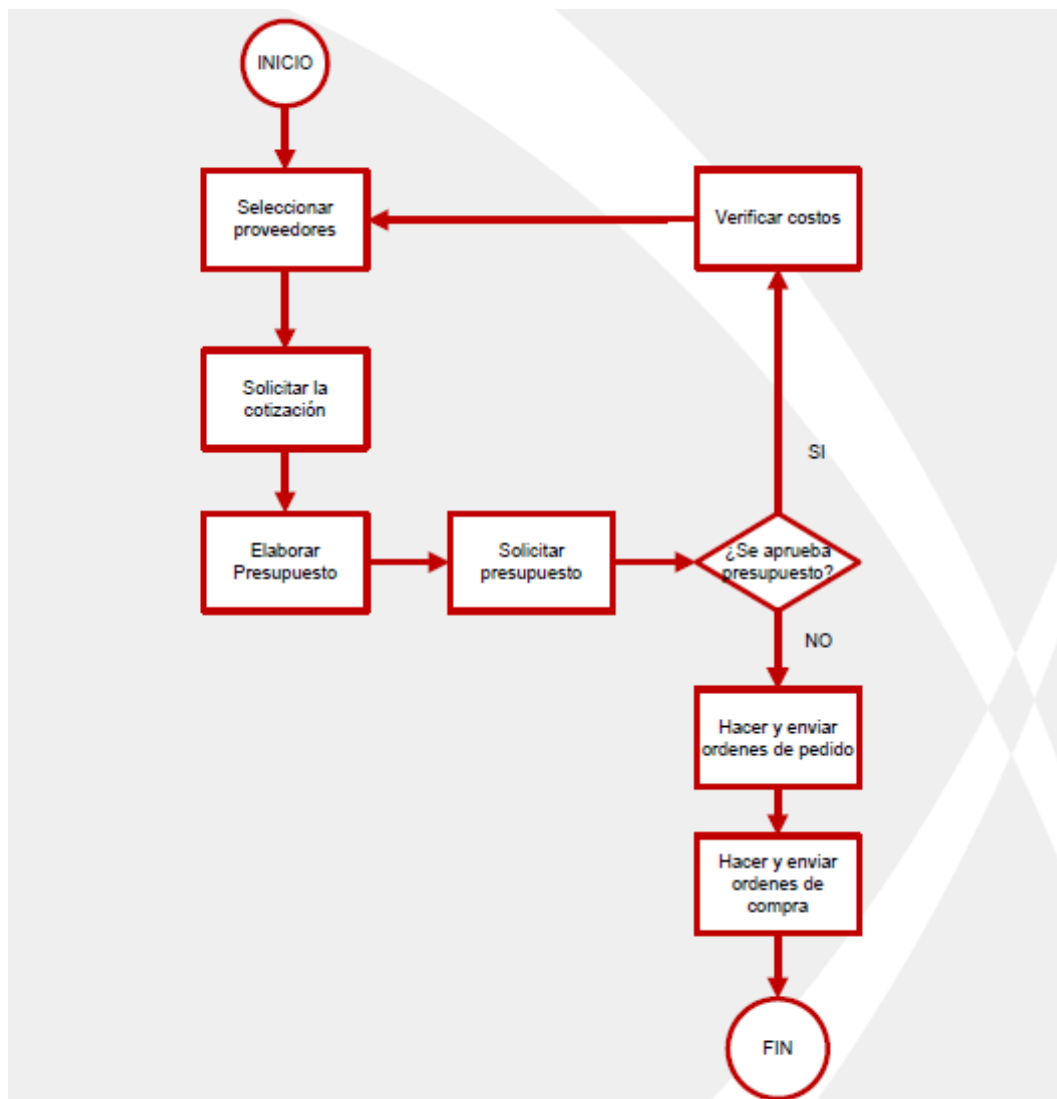 INICIO
Seleccionar
proveedores
Verificar costos
Solicitar la
cotización
SI
Elaborar
Presupuesto
Solicitar
presupuesto
¿Se aprueba
presupuesto?
NO
Hacer y enviar
ordenes de pedido
Hacer y enviar
ordenes de
compra
FIN